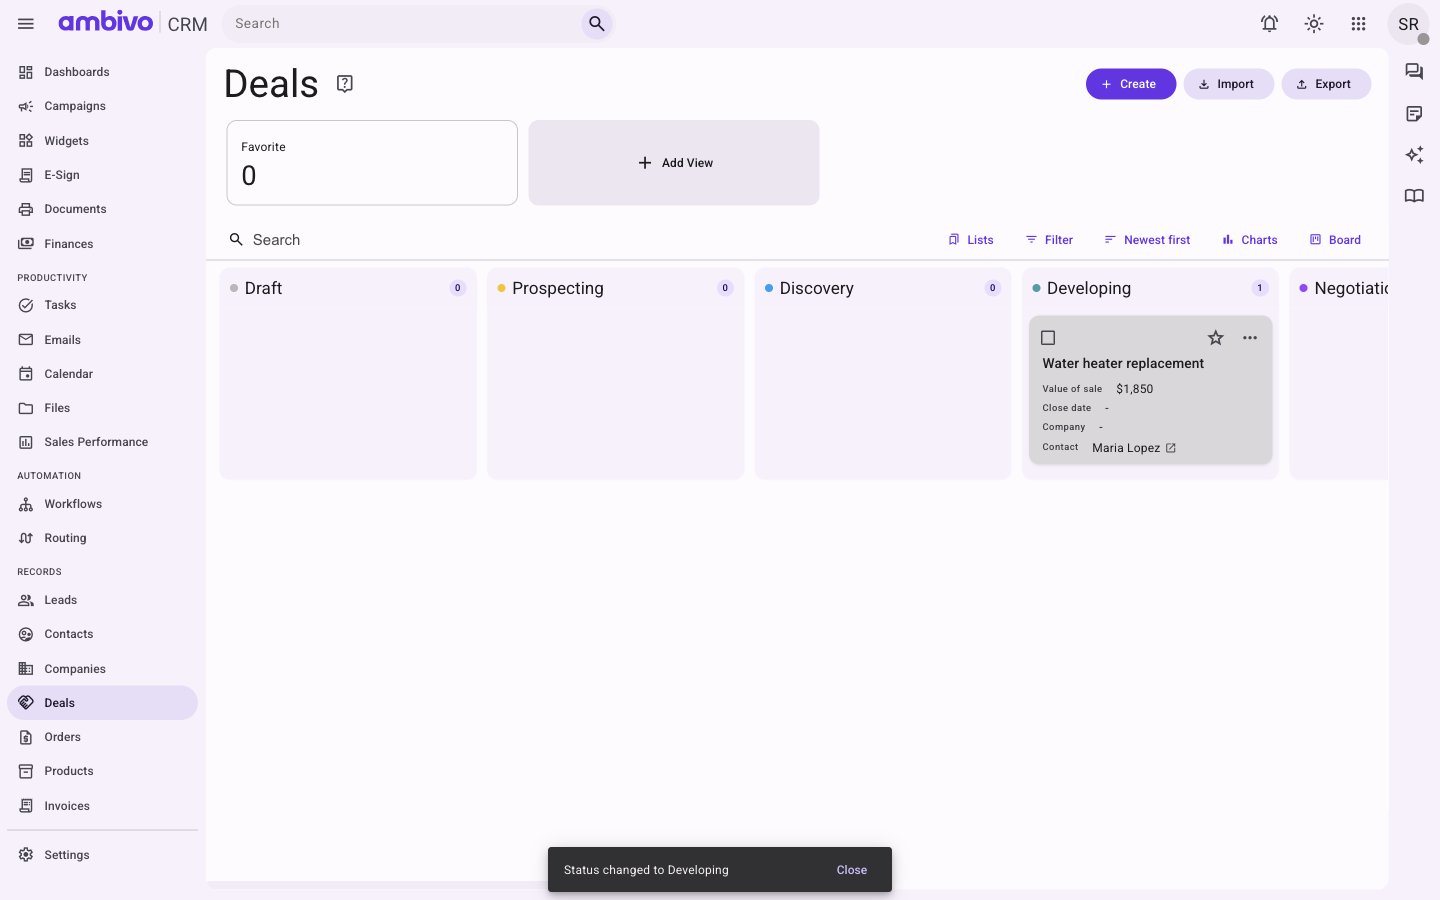 ambivo CRM
Search
SR
Dashboards
Campaigns
Widgets
E-Sign
Documents
Finances
PRODUCTIVITY
Tasks
Emails
Calendar
Files
Sales Performance
AUTOMATION
Workflows
Routing
RECORDS
Leads
Contacts
Companies
Deals
Orders
Products
Invoices
Settings
Deals
Create Import Export
Favorite
0
Add View
Search
Lists Filter Newest first Charts Board
Draft 0
Prospecting 0
Discovery 0
Developing 1
Negotiatio
Water heater replacement
Value of sale $1,850
Close date -
Company -
Contact Maria Lopez
Status changed to Developing Close